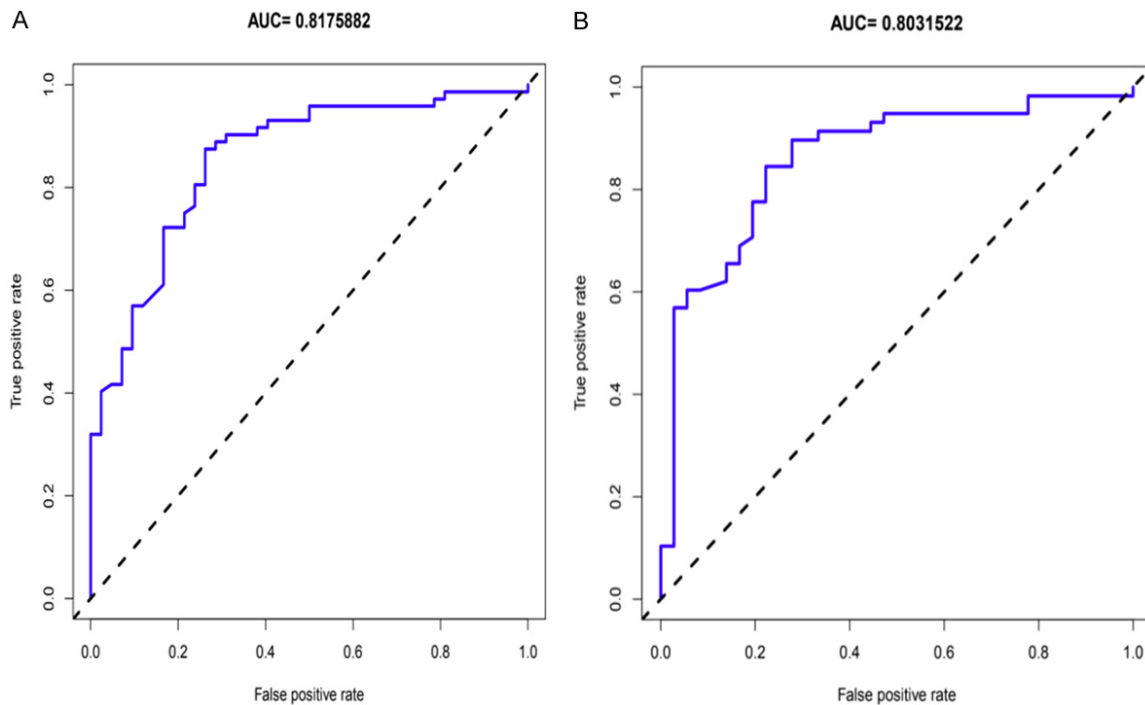 A
AUC= 0.8175882
True positive rate
1.0
0.8
0.6
0.4
0.2
0.0
0.0 0.2 0.4 0.6 0.8 1.0
False positive rate
B
AUC= 0.8031522
True positive rate
1.0
0.8
0.6
0.4
0.2
0.0
0.0 0.2 0.4 0.6 0.8 1.0
False positive rate